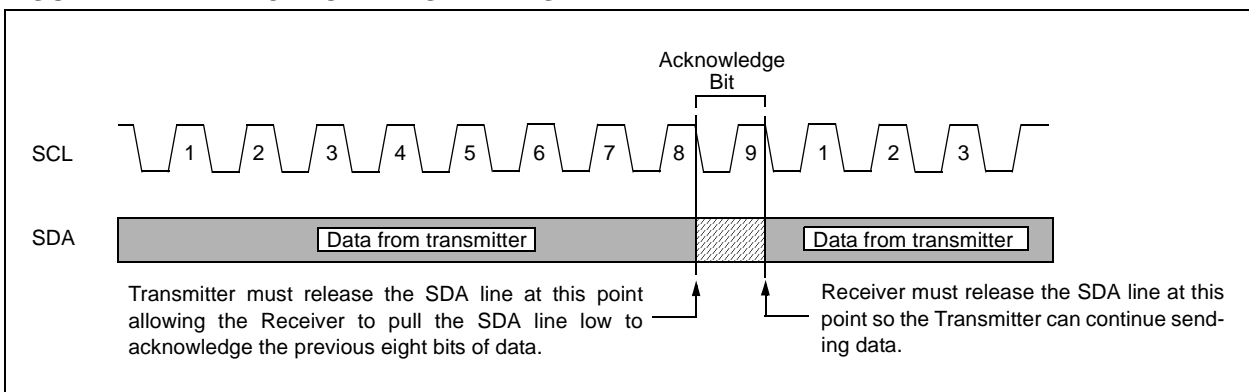 Acknowledge
Bit
SCL
1 2 3 4 5 6 7 8 9 1 2 3
SDA
Data from transmitter
Data from transmitter
Transmitter must release the SDA line at this point
allowing the Receiver to pull the SDA line low to
acknowledge the previous eight bits of data.
Receiver must release the SDA line at this
point so the Transmitter can continue send-
ing data.